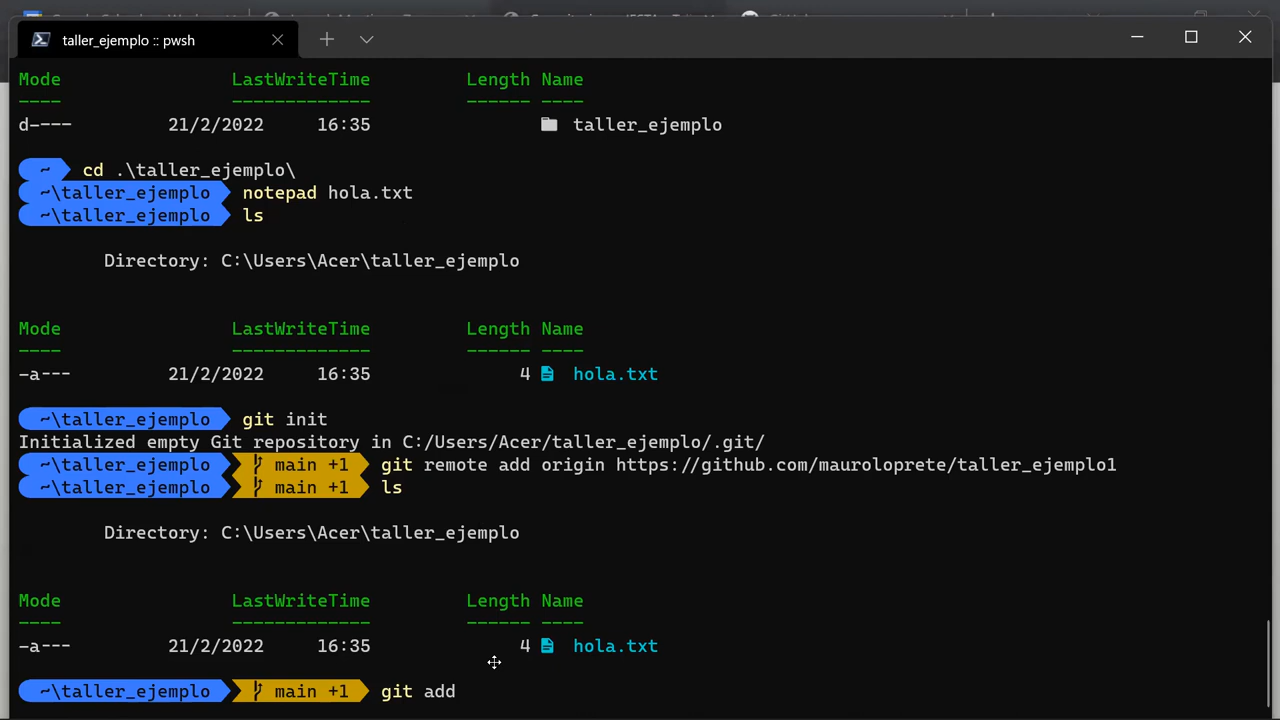 taller_ejemplo :: pwsh
Mode LastWriteTime Length Name
---- ------------- ------ ----
d---- 21/2/2022 16:35 taller_ejemplo
~ cd .\taller_ejemplo\
~\taller_ejemplo notepad hola.txt
~\taller_ejemplo ls
Directory: C:\Users\Acer\taller_ejemplo
Mode LastWriteTime Length Name
---- ------------- ------ ----
-a--- 21/2/2022 16:35 4 hola.txt
~\taller_ejemplo git init
Initialized empty Git repository in C:/Users/Acer/taller_ejemplo/.git/
~\taller_ejemplo main +1 git remote add origin https://github.com/mauroloprete/taller_ejemplo1
~\taller_ejemplo main +1 ls
Directory: C:\Users\Acer\taller_ejemplo
Mode LastWriteTime Length Name
---- ------------- ------ ----
-a--- 21/2/2022 16:35 4 hola.txt
~\taller_ejemplo main +1 git add